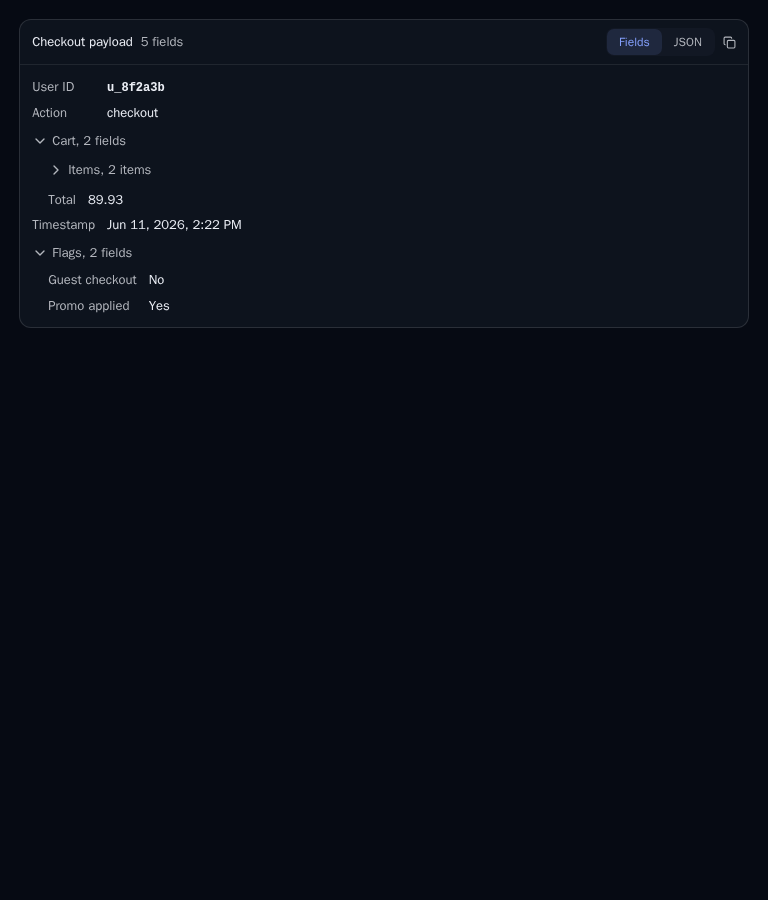 Checkout payload 5 fields Fields JSON
User ID u_8f2a3b
Action checkout
Cart, 2 fields
Items, 2 items
Total 89.93
Timestamp Jun 11, 2026, 2:22 PM
Flags, 2 fields
Guest checkout No
Promo applied Yes